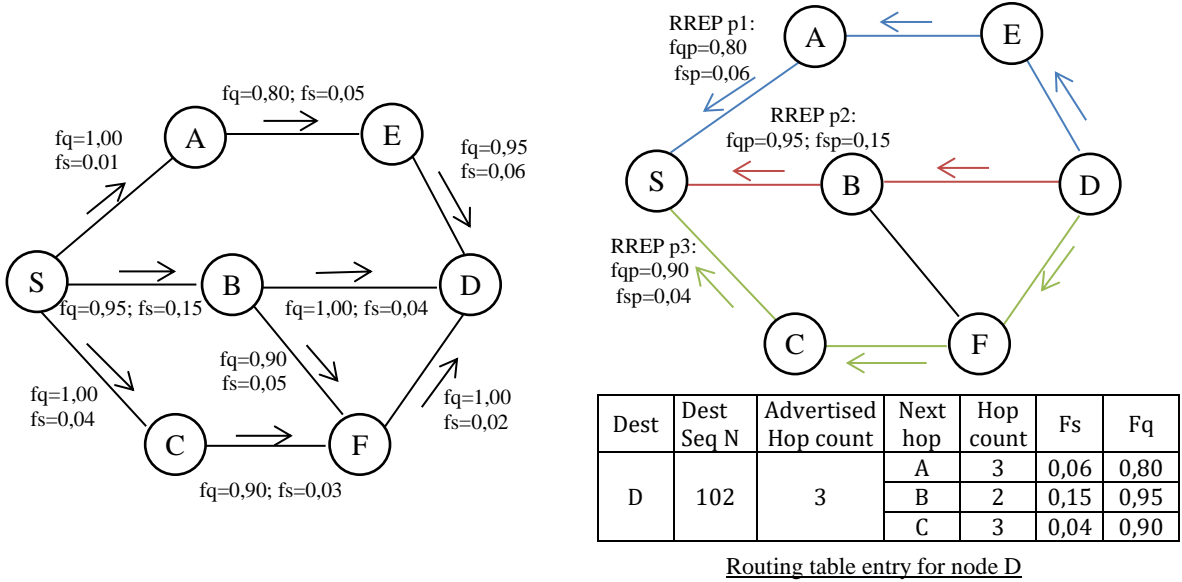 fq=0,80; fs=0,05
A
E
fq=1,00
fs=0,01
fq=0,95
fs=0,06
S
B
D
fq=0,95; fs=0,15
fq=1,00; fs=0,04
fq=0,90
fs=0,05
fq=1,00
fs=0,04
fq=1,00
fs=0,02
C
F
fq=0,90; fs=0,03
RREP p1:
fqp=0,80
fsp=0,06
A
E
RREP p2:
fqp=0,95; fsp=0,15
S
B
D
RREP p3:
fqp=0,90
fsp=0,04
C
F
Dest
Dest
Seq N
Advertised
Hop count
Next
hop
Hop
count
Fs
Fq
D
102
3
A 3 0,06 0,80
B 2 0,15 0,95
C 3 0,04 0,90
Routing table entry for node D